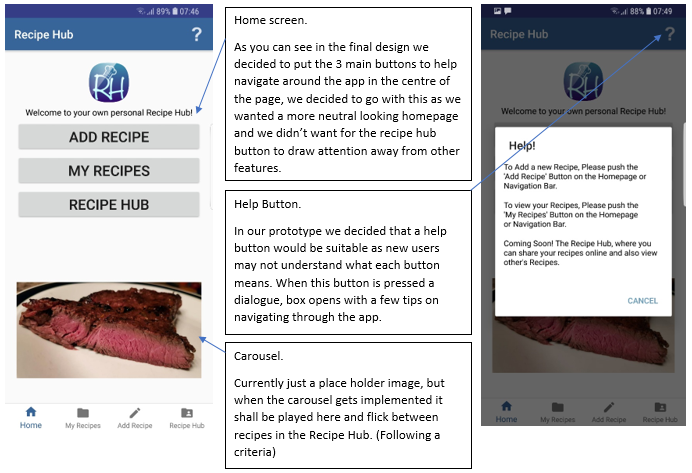 89% 07:46
Recipe Hub
?
RH
Welcome to your own personal Recipe Hub!
ADD RECIPE
MY RECIPES
RECIPE HUB
Home
My Recipes
Add Recipe
Recipe Hub
Home screen.
As you can see in the final design we
decided to put the 3 main buttons to help
navigate around the app in the centre of
the page, we decided to go with this as we
wanted a more neutral looking homepage
and we didn't want for the recipe hub
button to draw attention away from other
features.
Help Button.
In our prototype we decided that a help
button would be suitable as new users
may not understand what each button
means. When this button is pressed a
dialogue, box opens with a few tips on
navigating through the app.
Carousel.
Currently just a place holder image, but
when the carousel gets implemented it
shall be played here and flick between
recipes in the Recipe Hub. (Following a
criteria)
88% 07:49
Recipe Hub
?
RH
Welcome to your own personal Recipe Hub!
Help!
To Add a new Recipe, Please push the
'Add Recipe' Button on the Homepage or
Navigation Bar.
To view your Recipes, Please push the
'My Recipes' Button on the Homepage
or Navigation Bar.
Coming Soon! The Recipe Hub, where you
can share your recipes online and also view
other's Recipes.
CANCEL
Home
My Recipes
Add Recipe
Recipe Hub